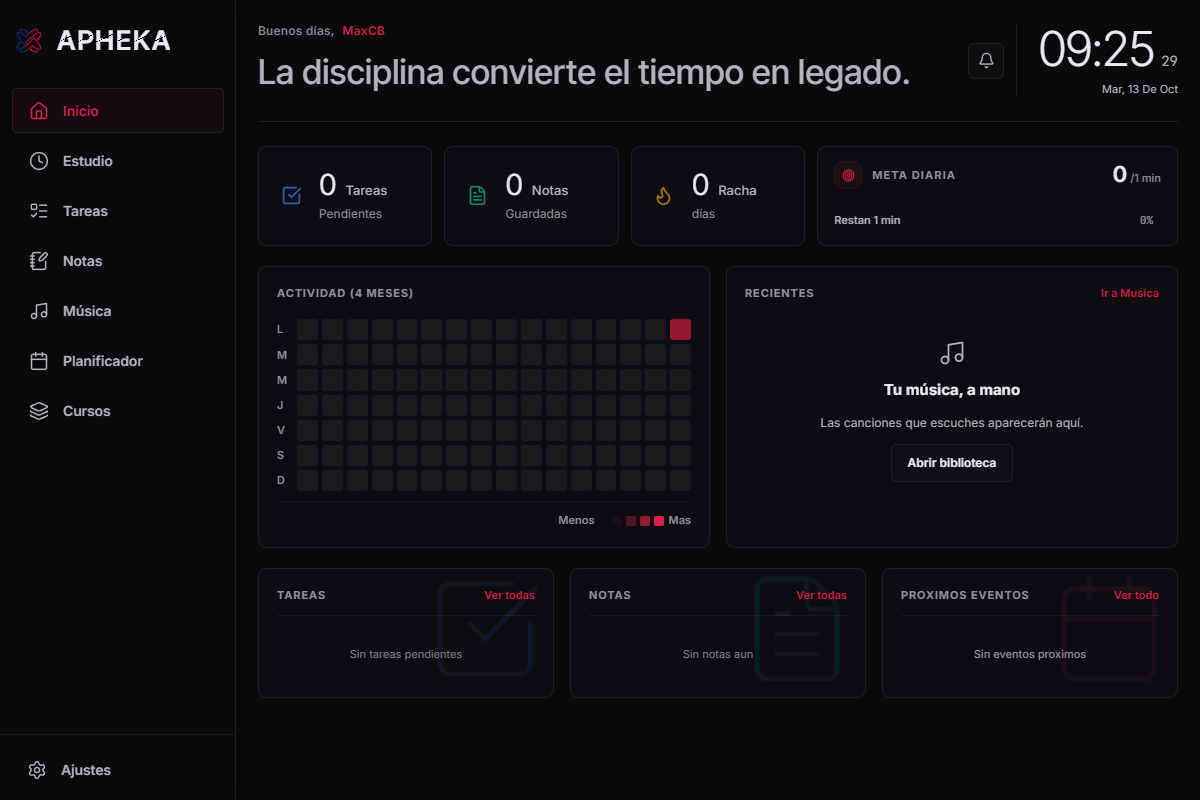 APHEKA
Inicio
Estudio
Tareas
Notas
Música
Planificador
Cursos
Ajustes
Buenos días, MaxCB
La disciplina convierte el tiempo en legado.
09:25 29
Mar, 13 De Oct
0 Tareas
Pendientes
0 Notas
Guardadas
0 Racha
días
META DIARIA
0 /1 min
Restan 1 min
0%
ACTIVIDAD (4 MESES)
L
M
M
J
V
S
D
Menos Mas
RECIENTES
Ir a Musica
Tu música, a mano
Las canciones que escuches aparecerán aquí.
Abrir biblioteca
TAREAS
Ver todas
Sin tareas pendientes
NOTAS
Ver todas
Sin notas aun
PROXIMOS EVENTOS
Ver todo
Sin eventos proximos